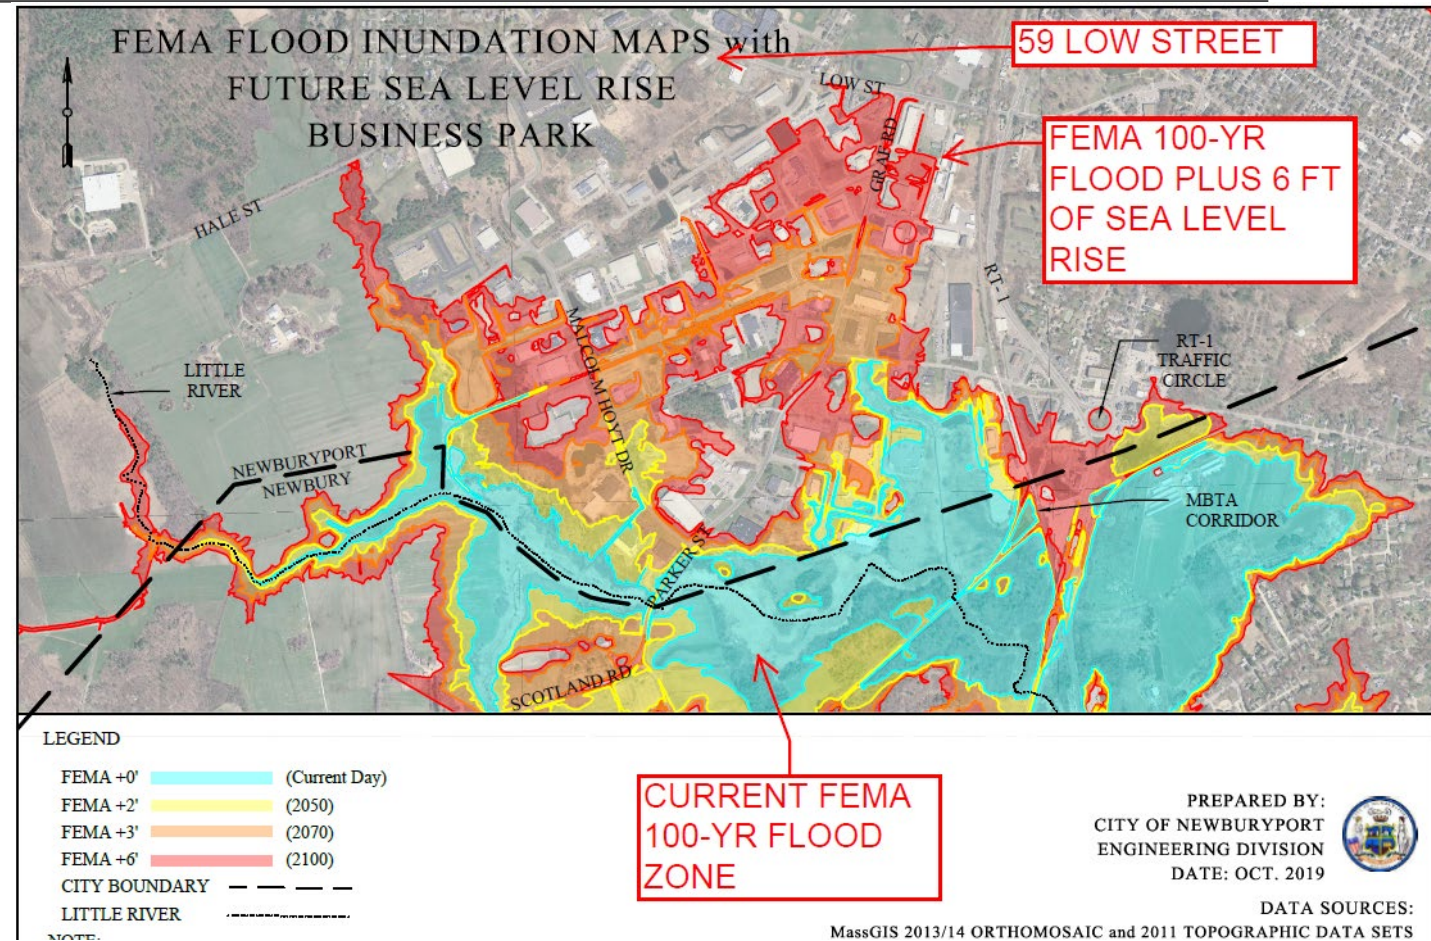 FEMA FLOOD INUNDATION MAPS with
FUTURE SEA LEVEL RISE
BUSINESS PARK
59 LOW STREET
LOW ST
GRAF RD
FEMA 100-YR
FLOOD PLUS 6 FT
OF SEA LEVEL
RISE
HALE ST
RT-1
MALCOLM HOYT DR
LITTLE
RIVER
RT-1
TRAFFIC
CIRCLE
NEWBURYPORT
NEWBURY
MBTA
CORRIDOR
PARKER ST
SCOTLAND RD
LEGEND
FEMA +0' (Current Day)
FEMA +2' (2050)
FEMA +3' (2070)
FEMA +6' (2100)
CITY BOUNDARY
LITTLE RIVER
NOTE:
CURRENT FEMA
100-YR FLOOD
ZONE
PREPARED BY:
CITY OF NEWBURYPORT
ENGINEERING DIVISION
DATE: OCT. 2019
DATA SOURCES:
MassGIS 2013/14 ORTHOMOSAIC and 2011 TOPOGRAPHIC DATA SETS